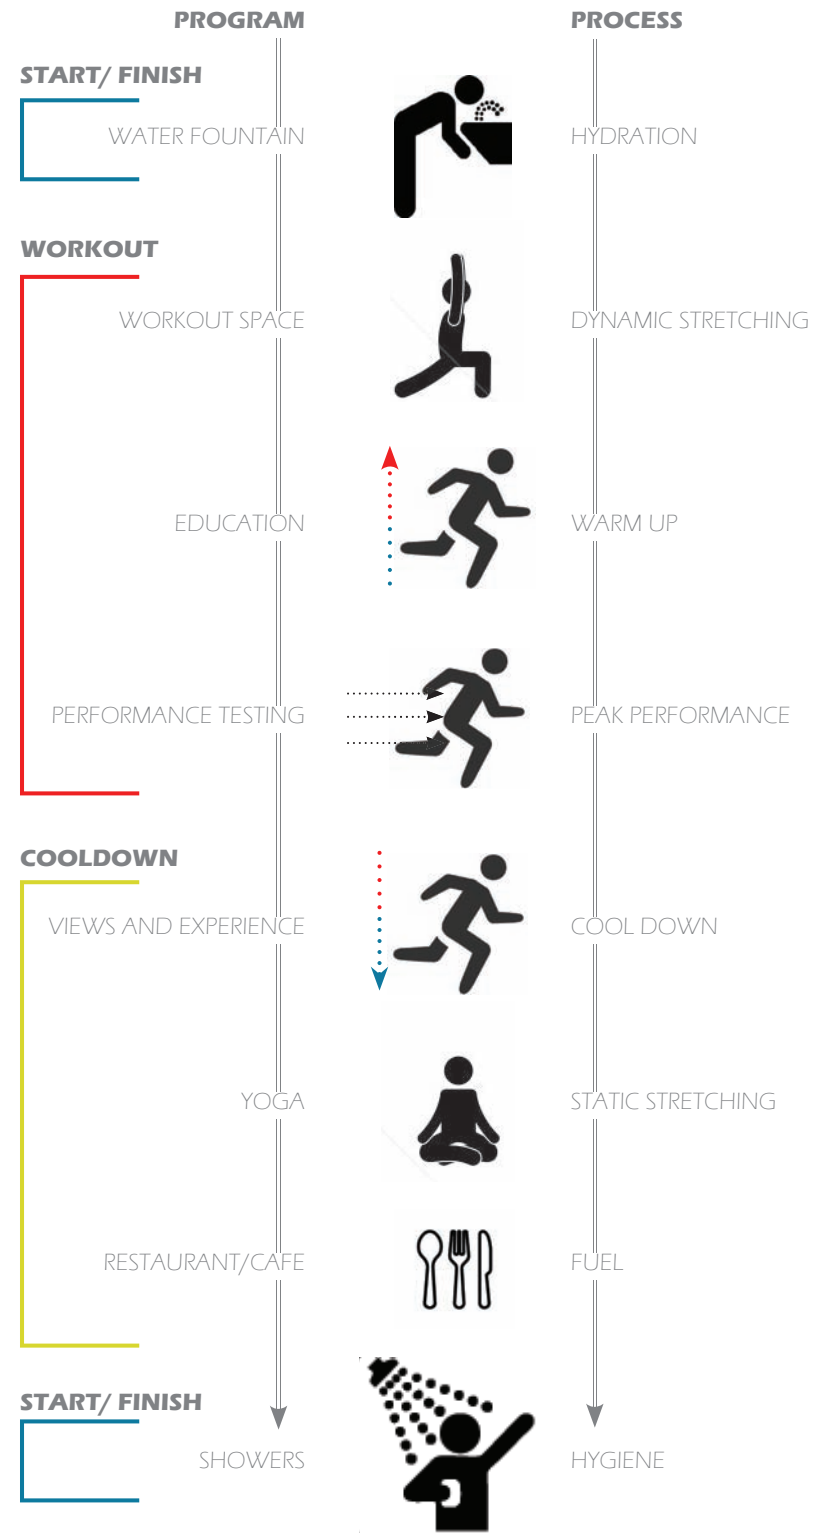 PROGRAM PROCESS
START/ FINISH
WATER FOUNTAIN HYDRATION
WORKOUT
WORKOUT SPACE DYNAMIC STRETCHING
EDUCATION WARM UP
PERFORMANCE TESTING PEAK PERFORMANCE
COOLDOWN
VIEWS AND EXPERIENCE COOL DOWN
YOGA STATIC STRETCHING
RESTAURANT/CAFE FUEL
START/ FINISH
SHOWERS HYGIENE